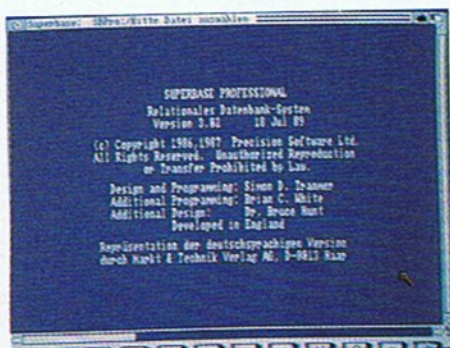 Superbase: SDPro1/Bitte Datei auswählen
SUPERBASE PROFESSIONAL
Relationales Datenbank-System
Version 3.02 18 Jul 89
(c) Copyright 1986,1987 Precision Software Ltd.
All Rights Reserved. Unauthorized Reproduction
or Transfer Prohibited by Law.
Design and Programming: Simon D. Tranmer
Additional Programming: Brian C. White
Additional Design: Dr. Bruce Hunt
Developed in England
Repräsentation der deutschsprachigen Version
durch Markt & Technik Verlag AG, D-8013 Haar